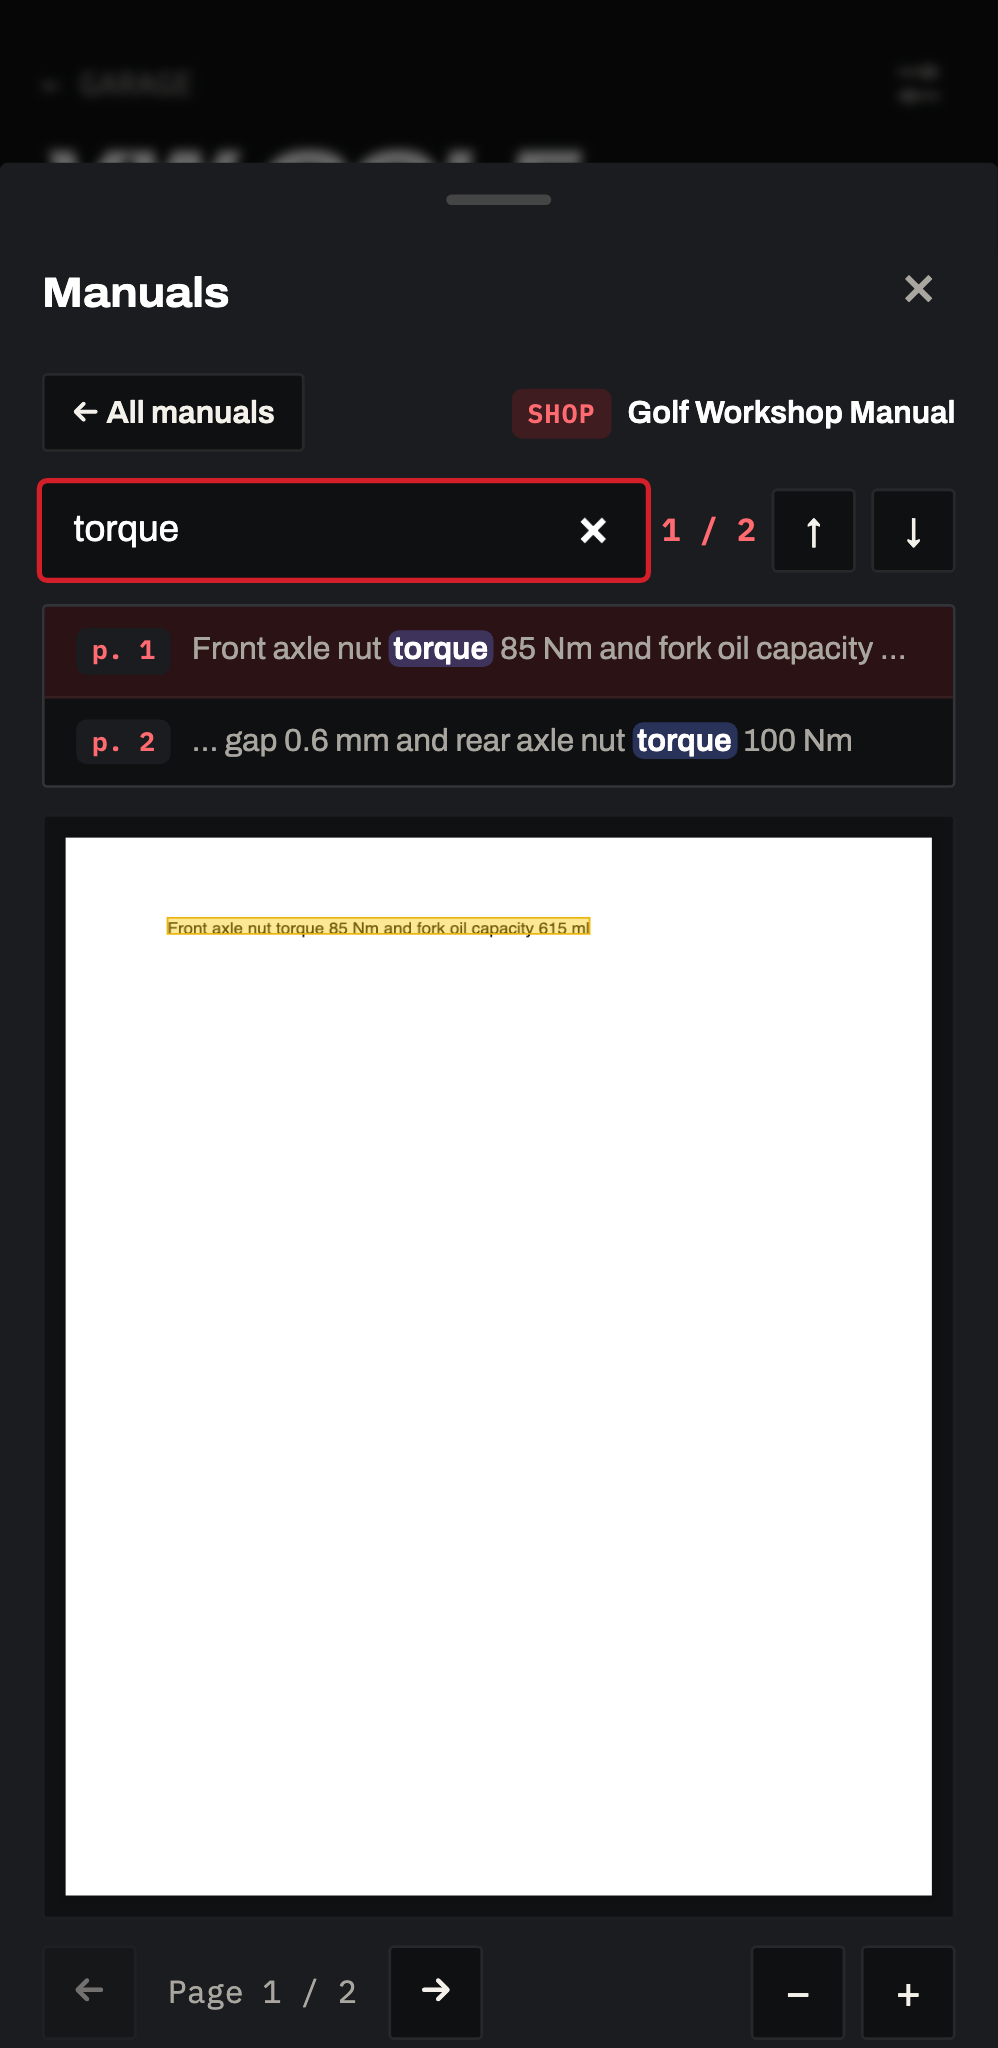 ← GARAGE
Manuals
← All manuals
SHOP Golf Workshop Manual
torque
1 / 2
p. 1 Front axle nut torque 85 Nm and fork oil capacity ...
p. 2 ... gap 0.6 mm and rear axle nut torque 100 Nm
Front axle nut torque 85 Nm and fork oil capacity 615 ml
Page 1 / 2